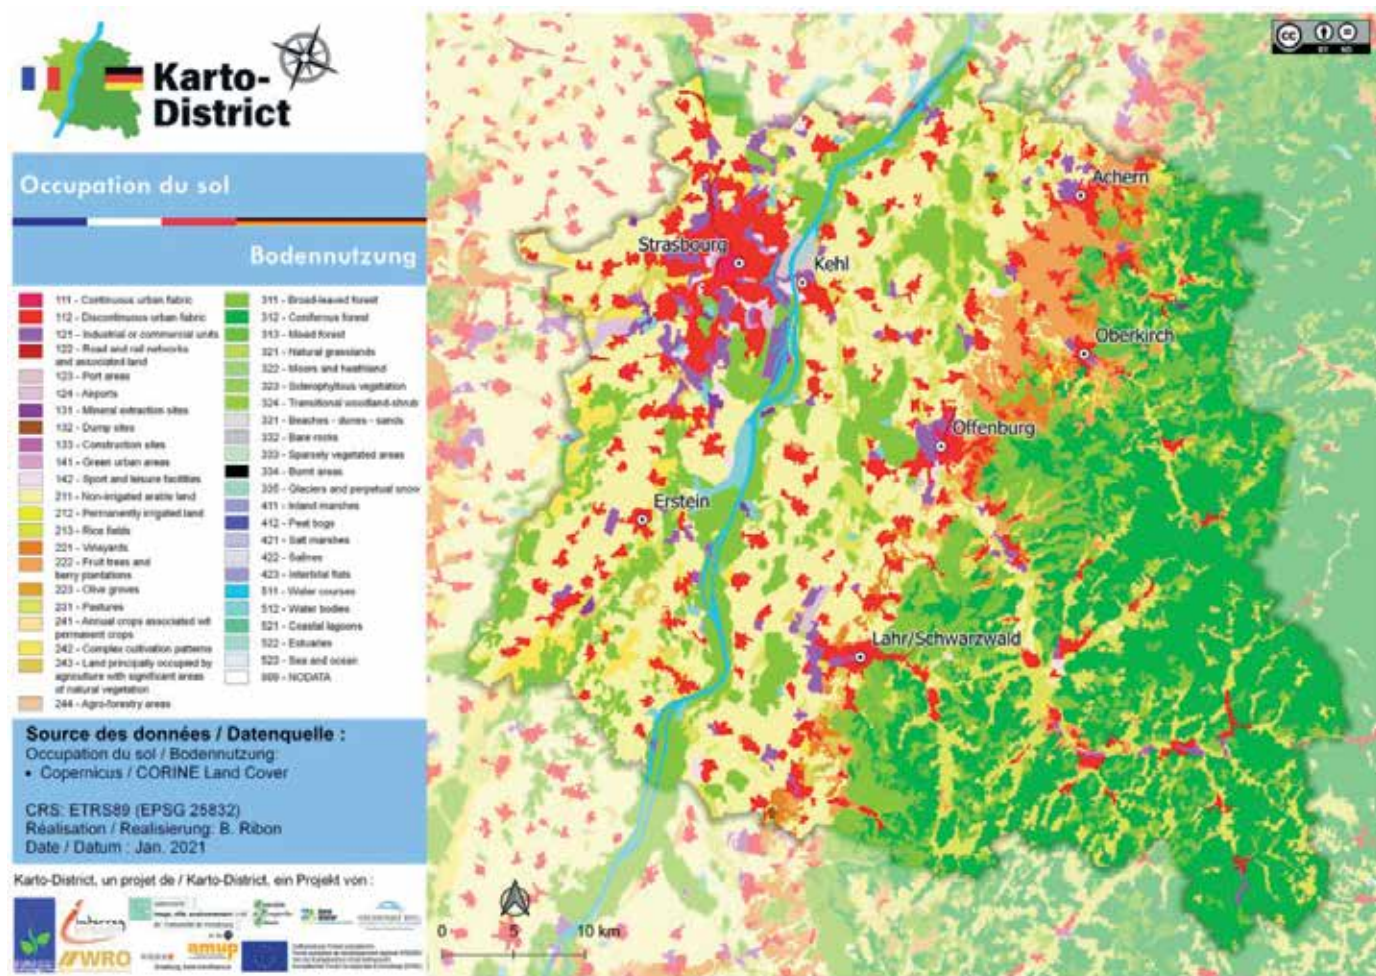 Karto-
District
Occupation du sol
Bodennutzung
111 - Continuous urban fabric
112 - Discontinuous urban fabric
121 - Industrial or commercial units
122 - Road and rail networks
and associated land
123 - Port areas
124 - Airports
131 - Mineral extraction sites
132 - Dump sites
133 - Construction sites
141 - Green urban areas
142 - Sport and leisure facilities
211 - Non-irrigated arable land
212 - Permanently irrigated land
213 - Rice fields
221 - Vineyards
222 - Fruit trees and
berry plantations
223 - Olive groves
231 - Pastures
241 - Annual crops associated wit
permanent crops
242 - Complex cultivation patterns
243 - Land principally occupied by
agriculture with significant areas
of natural vegetation
244 - Agro-forestry areas
311 - Broad-leaved forest
312 - Coniferous forest
313 - Mixed forest
321 - Natural grasslands
322 - Moors and heathland
323 - Sclerophyllous vegetation
324 - Transitional woodland-shrub
331 - Beaches - dunes - sands
332 - Bare rocks
333 - Sparsely vegetated areas
334 - Burnt areas
335 - Glaciers and perpetual snow
411 - Inland marshes
412 - Peat bogs
421 - Salt marshes
422 - Salines
423 - Intertidal flats
511 - Water courses
512 - Water bodies
521 - Coastal lagoons
522 - Estuaries
523 - Sea and ocean
999 - NODATA
Source des données / Datenquelle :
Occupation du sol / Bodennutzung:
• Copernicus / CORINE Land Cover
CRS: ETRS89 (EPSG 25832)
Réalisation / Realisierung: B. Ribon
Date / Datum : Jan. 2021
Karto-District, un projet de / Karto-District, ein Projekt von :
interreg
WRO
amup
cc
BY ND
Achern
Strasbourg
Kehl
Oberkirch
Offenburg
Erstein
Lahr/Schwarzwald
0 5 10 km